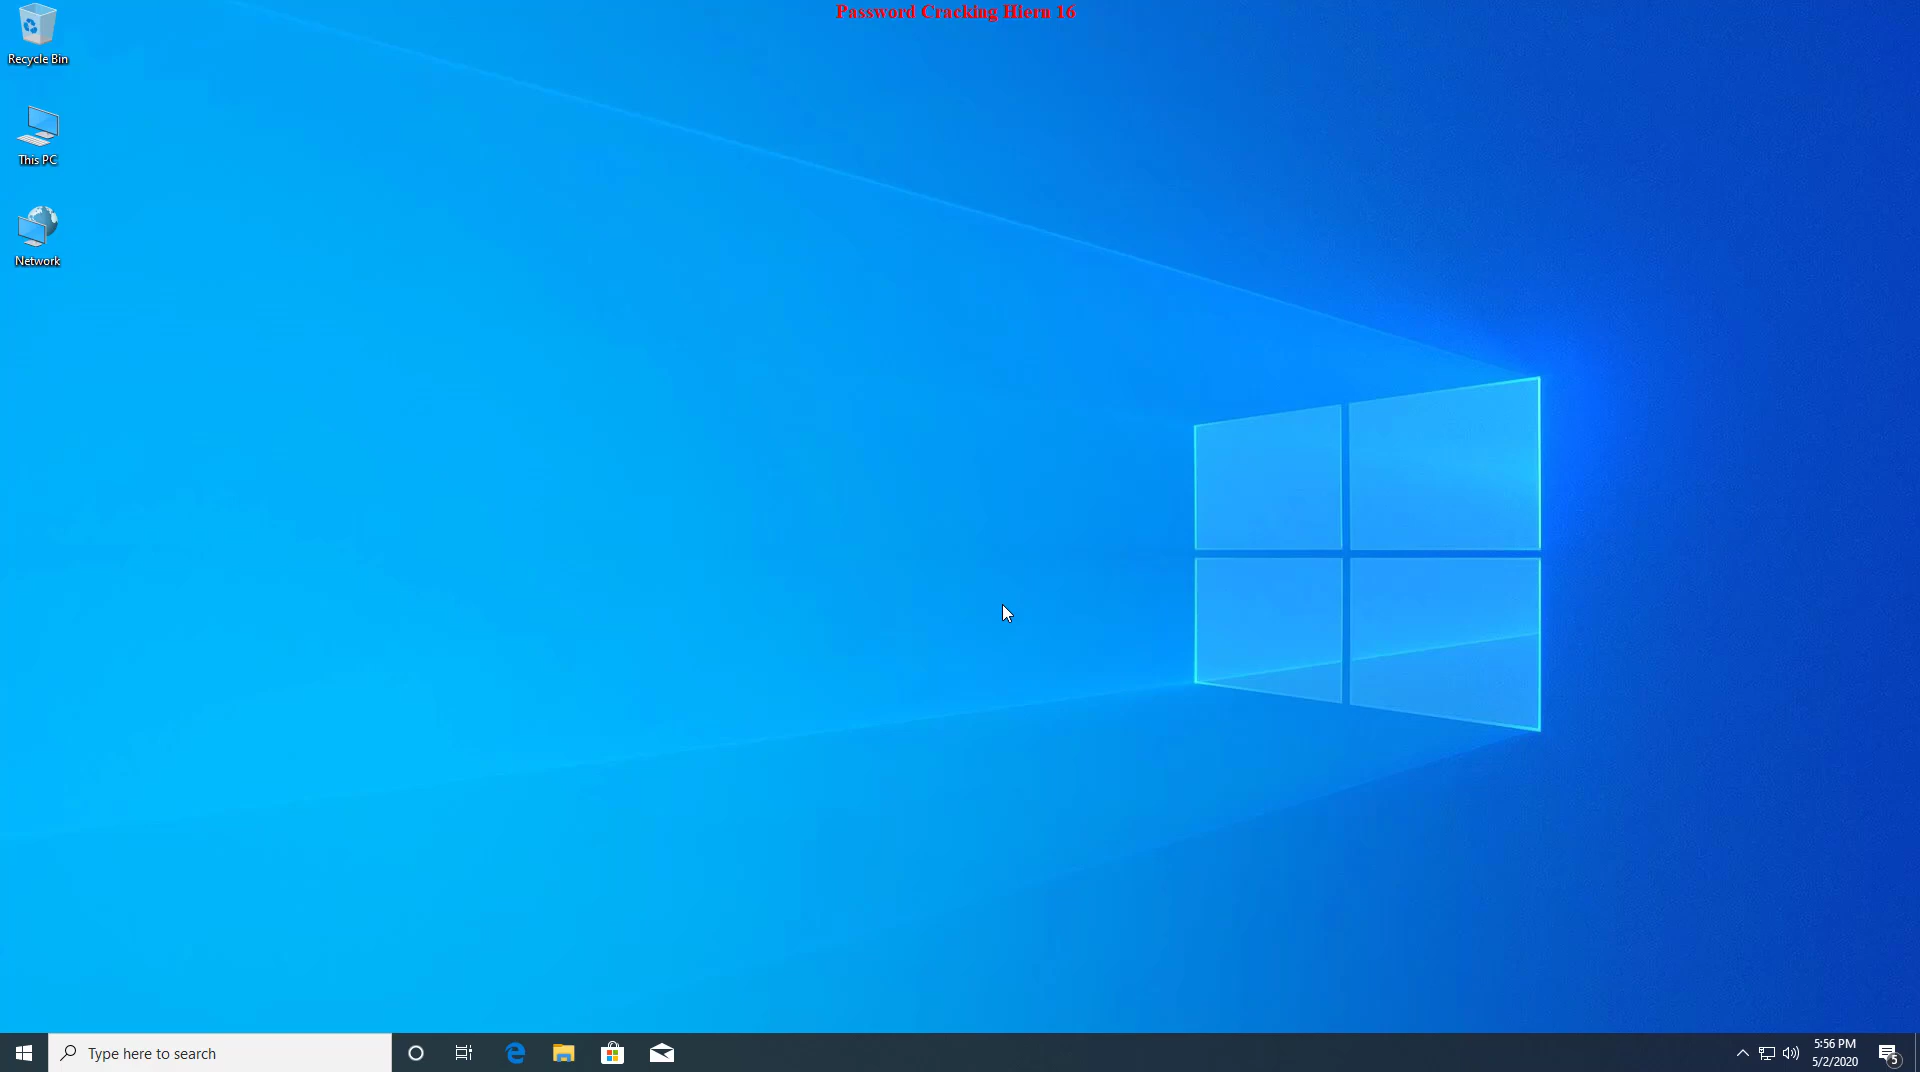 Password Cracking Hiern 16
Recycle Bin
This PC
Network
Type here to search
5:56 PM
5/2/2020
5